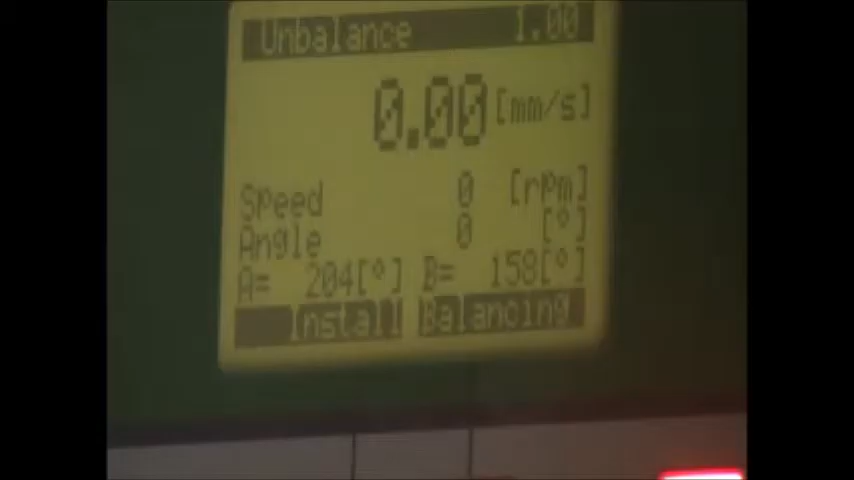 Unbalance 1.00
0.00 [mm/s]
Speed 0 [rpm]
Angle 0 [°]
A= 204[°] B= 158[°]
Install Balancing